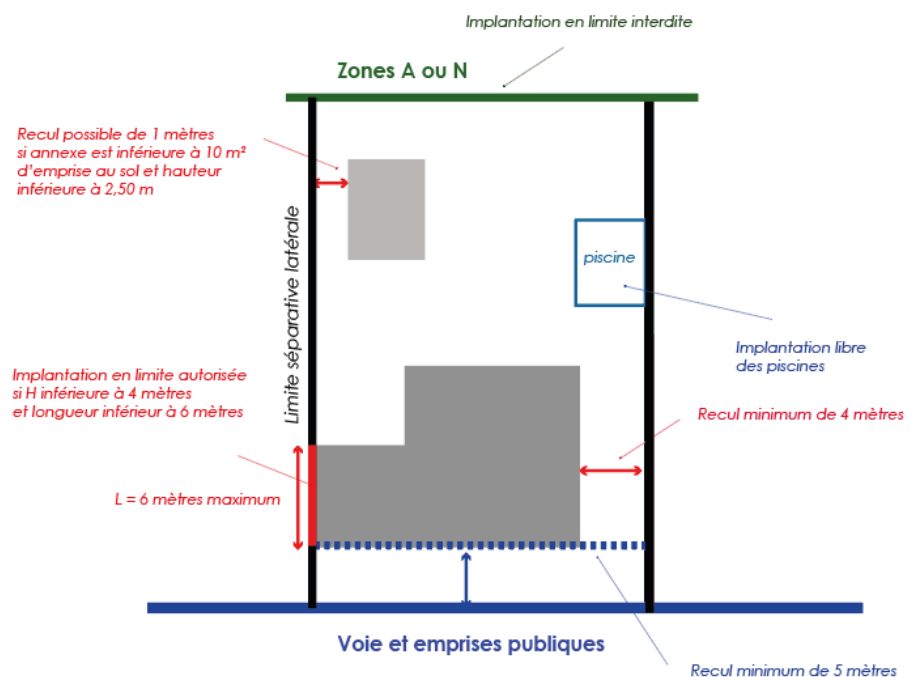 Implantation en limite interdite
Zones A ou N
Recul possible de 1 mètres
si annexe est inférieure à 10 m²
d'emprise au sol et hauteur
inférieure à 2,50 m
Limite séparative latérale
piscine
Implantation libre
des piscines
Implantation en limite autorisée
si H inférieure à 4 mètres
et longueur inférieur à 6 mètres
Recul minimum de 4 mètres
L = 6 mètres maximum
Voie et emprises publiques
Recul minimum de 5 mètres